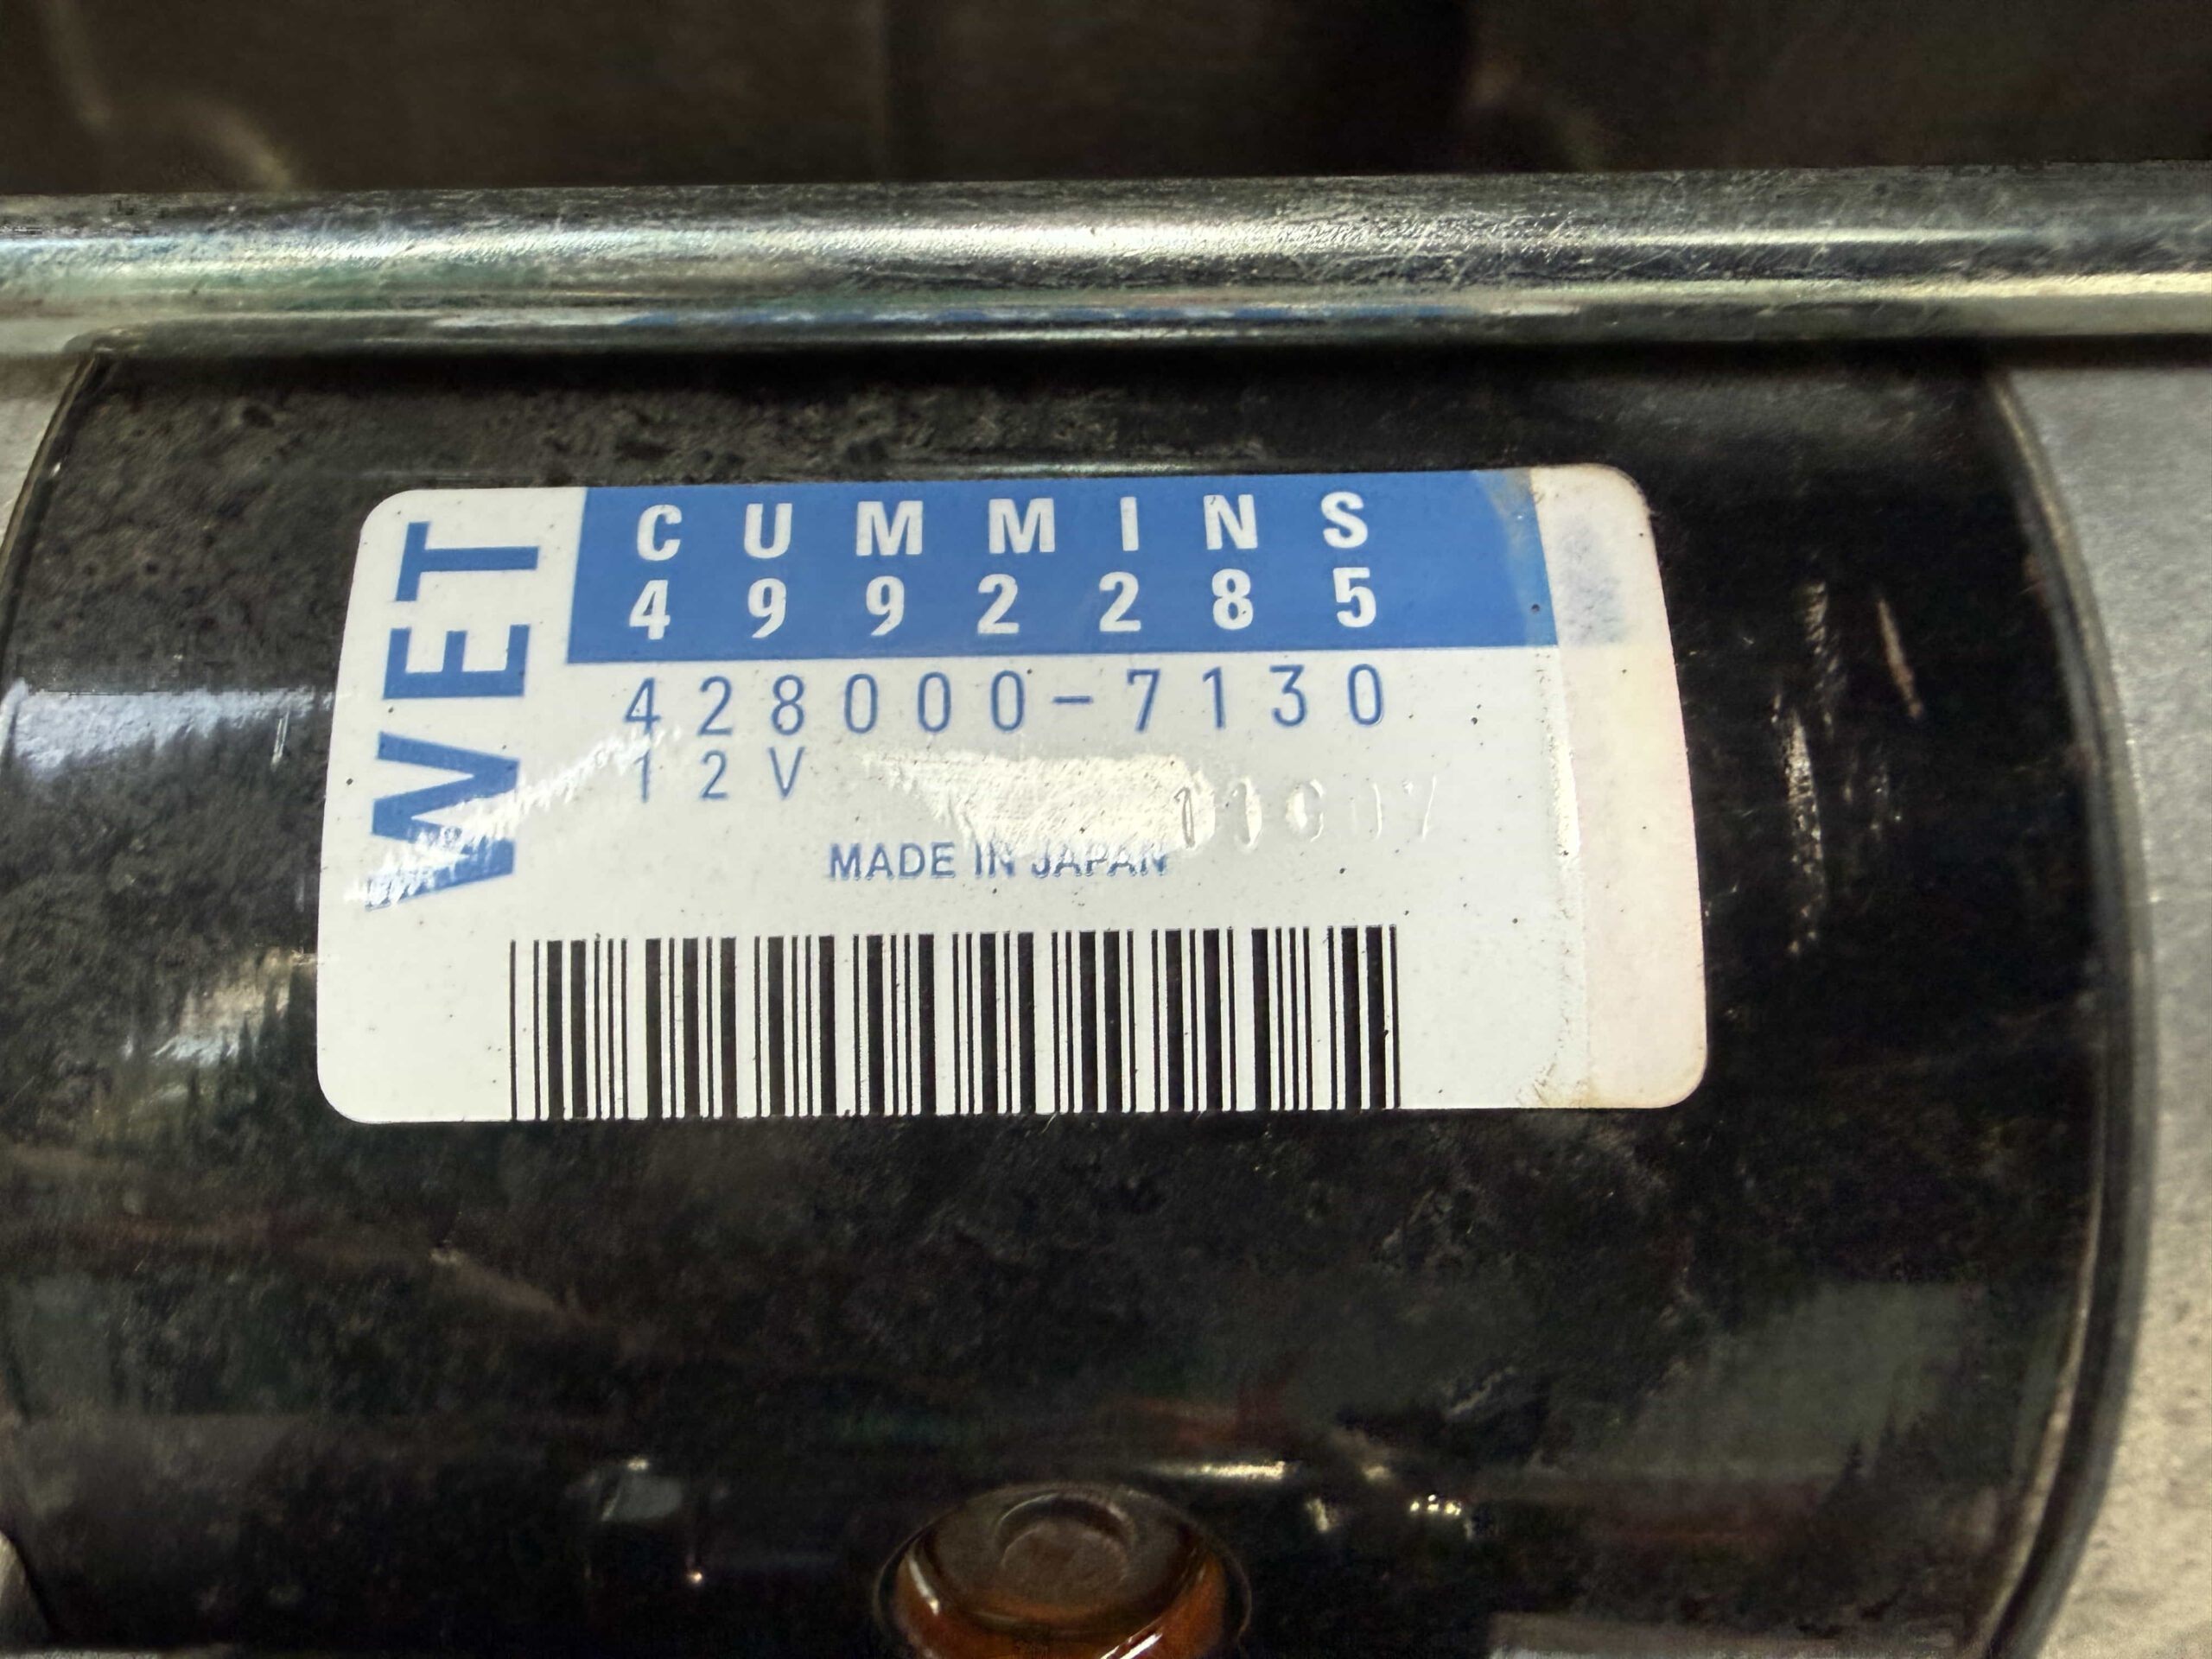 WET
CUMMINS
4992285
428000-7130
12V
MADE IN JAPAN